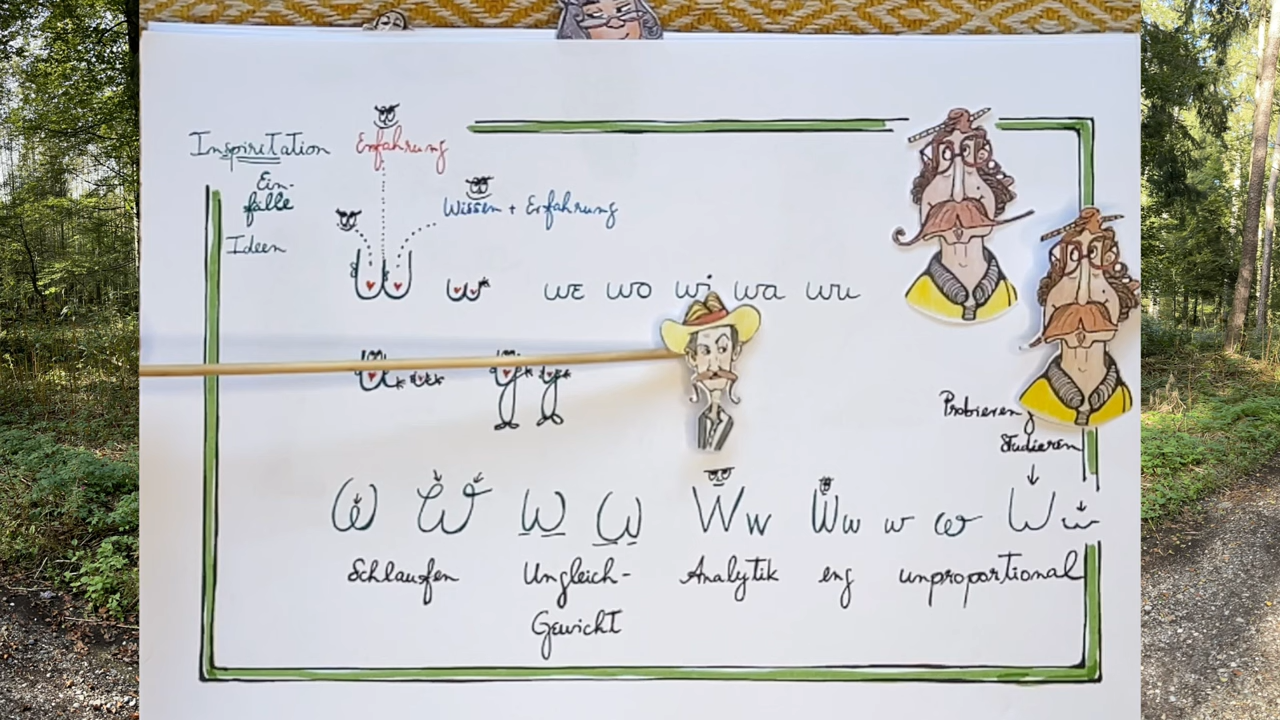 Inspiritation
Erfahrung
Ein-
fälle
Wissen + Erfahrung
Ideen
W w we wo wi wa wu
Probieren
Studieren
W W W W W W w W w w w W w
Schlaufen Ungleich- Analytik eng unproportional
Gewicht